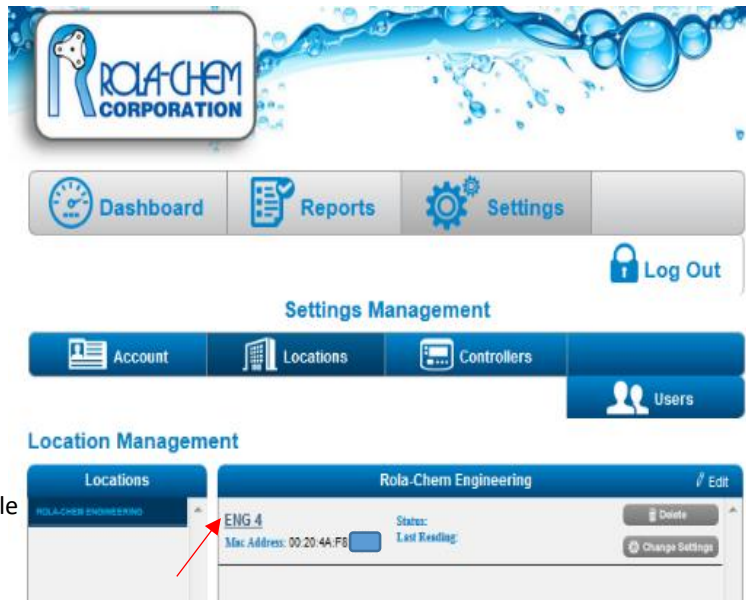 ROLA-CHEM
CORPORATION
Dashboard
Reports
Settings
Log Out
Settings Management
Account
Locations
Controllers
Users
Location Management
Locations
Rola-Chem Engineering
Edit
le
ROLA-CHEM ENGINEERING
ENG 4
Status:
Delete
Mac Address: 00:20:4A:F8
Last Reading:
Change Settings